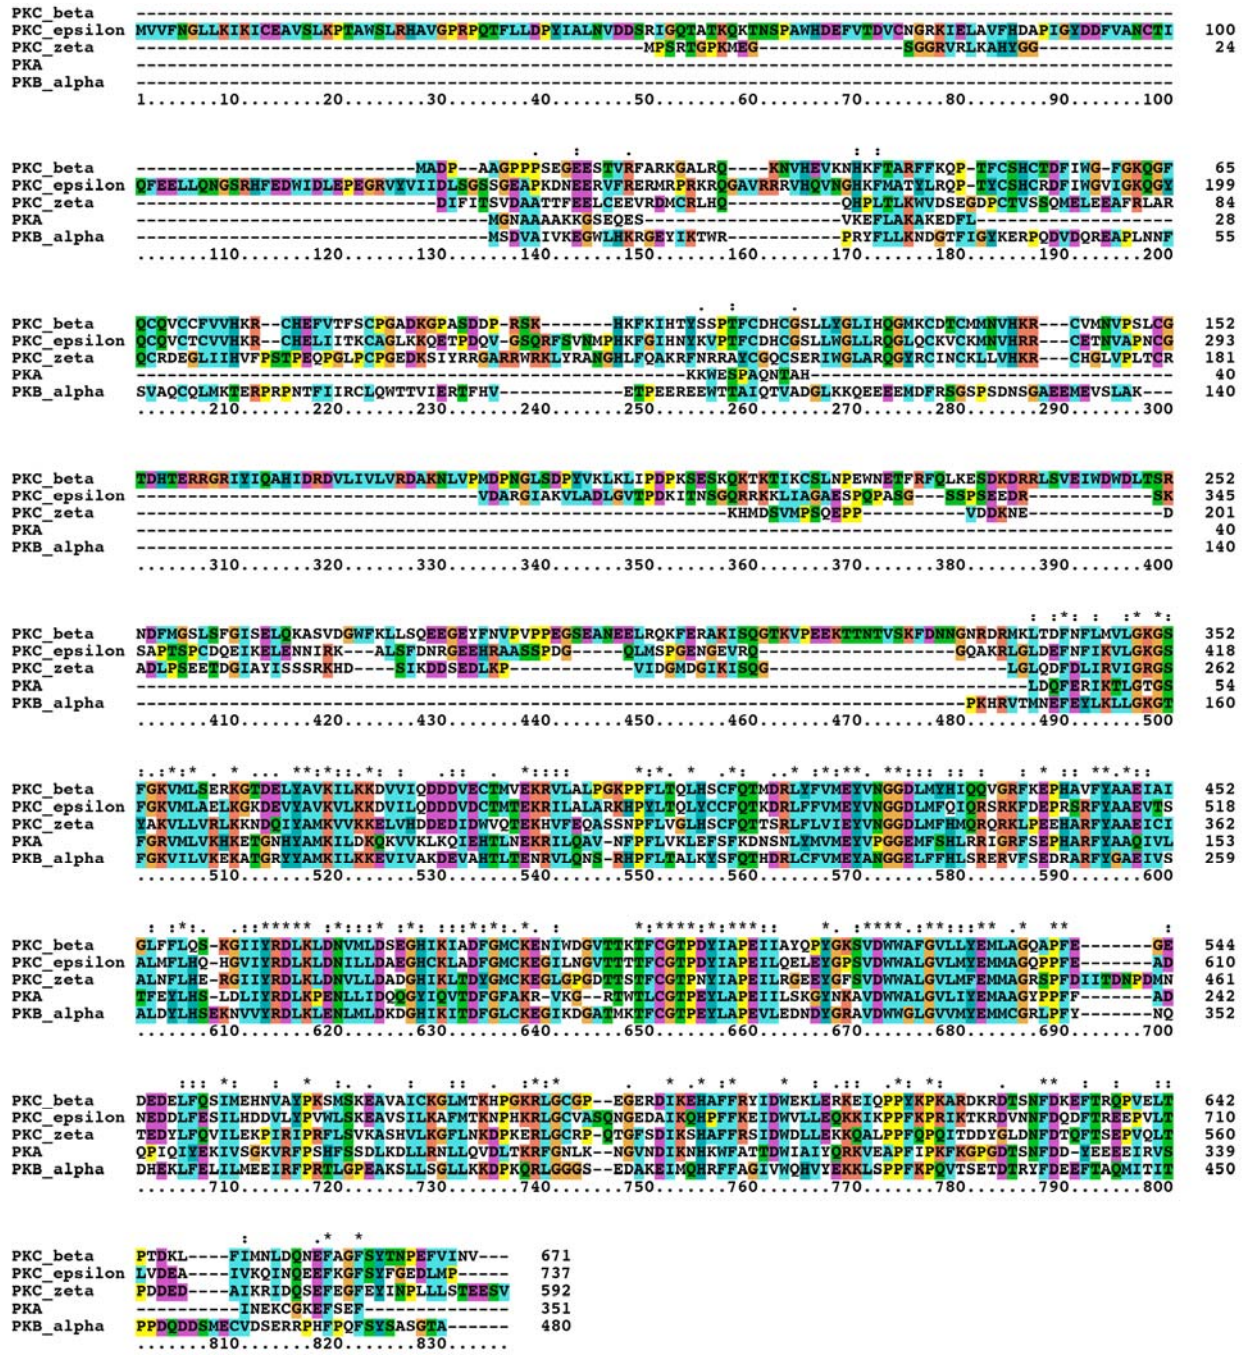 PKC_beta ----------------------------------------------------------------------------------------------------
PKC_epsilon MVVFNGLLKIKICEAVSLKPTAWSLRHAVGPRPQTFLLDPYIALNVDDSRIGQTATKQKTNSPAWHDEFVTDVCNGRKIELAVFHDAPIGYDDFVANCTI 100
PKC_zeta -------------------------------------------------MPSRTGPKMEG--------------SGGRVRLKAHYGG------------- 24
PKA ----------------------------------------------------------------------------------------------------
PKB_alpha ----------------------------------------------------------------------------------------------------
1.......10........20........30........40........50........60........70........80........90.......100
. : . : :
PKC_beta ---------------------------MADP--AAGPPPSEGEESTVRFARKGALRQ----KNVHEVKNHKFTARFFKQP-TFCSHCTDFIWG-FGKQGF 65
PKC_epsilon QFEELLQNGSRHFEDWIDLEPEGRVYVIIDLSGSSGEAPKDNEERVFRERMRPRKRQGAVRRRVHQVNGHKFMATYLRQP-TYCSHCRDFIWGVIGKQGY 199
PKC_zeta -----------------------------DIFITSVDAATTFEELCEEVRDMCRLHQ-----------QHPLTLKWVDSEGDPCTVSSQMELEEAFRLAR 84
PKA ----------------------------------MGNAAAAKKGSEQES-------------------VKEFLAKAKEDFL------------------- 28
PKB_alpha ----------------------------------MSDVAIVKEGWLHKRGEYIKTWR-----------PRYFLLKNDGTFIGYKERPQDVDQREAPLNNF 55
.......110.......120.......130.......140.......150.......160.......170.......180.......190.......200
. : .
PKC_beta QCQVCCFVVHKR--CHEFVTFSCPGADKGPASDDP-RSK-------HKFKIHTYSSPTFCDHCGSLLYGLIHQGMKCDTCMMNVHKR---CVMNVPSLCG 152
PKC_epsilon QCQVCTCVVHKR--CHELIITKCAGLKKQETPDQV-GSQRFSVNMPHKFGIHNYKVPTFCDHCGSLLWGLLRQGLQCKVCKMNVHRR---CETNVAPNCG 293
PKC_zeta QCRDEGLIIHVFPSTPEQPGLPCPGEDKSIYRRGARRWRKLYRANGHLFQAKRFNRRAYCGQCSERIWGLARQGYRCINCKLLVHKR---CHGLVPLTCR 181
PKA -----------------------------------------------------KKWESPAQNTAH----------------------------------- 40
PKB_alpha SVAQCQLMKTERPRPNTFIIRCLQWTTVIERTFHV-----------ETPEEREEWTTAIQTVADGLKKQEEEEMDFRSGSPSDNSGAEEMEVSLAK--- 140
.......210.......220.......230.......240.......250.......260.......270.......280.......290.......300
PKC_beta TDHTERRGRIYIQAHIDRDVLIVLVRDAKNLVPMDPNGLSDPYVKLKLIPDPKSESKQKTKTIKCSLNPEWNETFRFQLKESDKDRRLSVEIWDWDLTSR 252
PKC_epsilon ---------------------------------VDARGIAKVLADLGVTPDKITNSGQRRKKLIAGAESPQPASG---SSPSEEDR------------SK 345
PKC_zeta ---------------------------------------------------------KHMDSVMPSQEPP----------VDDKNE-------------D 201
PKA ---------------------------------------------------------------------------------------------------- 40
PKB_alpha ---------------------------------------------------------------------------------------------------- 140
.......310.......320.......330.......340.......350.......360.......370.......380.......390.......400
: :*: : :* *:
PKC_beta NDFMGSLSFGISELQKASVDGWFKLLSQEEGEYFNVPVPPEGSEANEELRQKFERAKISQGTKVPEEKTTNTVSKFDNNGNRDRMKLTDFNFLMVLGKGS 352
PKC_epsilon SAPTSPCDQEIKELENNIRK----ALSFDNRGEEHRAASSPDG-----QLMSPGENGEVRQ-------------------GQAKRLGLDEFNFIKVLGKGS 418
PKC_zeta ADLPSEETDGIAYISSSRKHD---SIKDDSEDLKP------------VIDGMDGIKISQG-----------------------LGLQDFDLIRVIGRGS 262
PKA --------------------------------------------------------------------------------------LDQFERIKTLGTGS 54
PKB_alpha --------------------------------------------------------------------------------PKHRVTMNEFEYLKLLGKGT 160
.......410.......420.......430.......440.......450.......460.......470.......480.......490.......500
:.:*:* . * ... :**:*::.: : :. ::: . * *:::: *:*. *. : *: . . *: *::*:: :: :: . : *: **.*:: :
PKC_beta FGKVMLSERKGTDELYAVKILKKDVVIQDDDVECTMVEKRVLALPGKPPFLTQLHSCFQTMDRLYFVMEYVNGGDLMYHIQQVGRFKEPHAVFYAAEIAI 452
PKC_epsilon FGKVMLAELKGKDEVYAVKVLKKDVILQDDDVDCTMTEKRILALARKHPYLTQLYCCFQTKDRLFFVMEYVNGGDLMFQIQRSRKFDEPRSRFYAAEVTS 518
PKC_zeta YAKVLLVRLKKNDQIYAMKVVKKELVHDDEDIDWVQTEKHVFEQASSNPFLVGLHSCFQTTSRLFLVIEYVNGGDLMFHMQRQRKLPEEHARFYAAEICI 362
PKA FGRVMLVKHKETGNHYAMKILDKQKVVKLKQIEHTLNEKRILQAV-NFPFLVKLEFSFKDNSNLYMVMEYVPGGEMFSHLRRIGRFSEPHARFYAAQIVL 153
PKB_alpha FGKVILVKEKATGRYYAMKILKKEVIVAKDEVAHTLTENRVLQNS-RHPFLTALKYSFQTHDRLCFVMEYANGGELFFHLSRERVFSEDRARFYGAEIVS 259
.......510.......520.......530.......540.......550.......560.......570.......580.......590.......600
PKC_beta GLFFLQS-KGIIYRDLKLDNVMLDSEGHIKIADFGMCKENIWDGVTTKTFCGTPDYIAPEIIAYQPYGKSVDWWAFGVLLYEMLAGQAPFE-------GE 544
PKC_epsilon ALMFLHQ-HGVIYRDLKLDNILLDAEGHCKLADFGMCKEGILNGVTTTTFCGTPDYIAPEILQELEYGPSVDWWALGVLMYEMMAGQPPFE-------AD 610
PKC_zeta ALNFLHE-RGIIYRDLKLDNVLLDADGHIKLTDYGMCKEGLGPGDTTSTFCGTPNYIAPEILRGEEYGFSVDWWALGVLMFEMMAGRSPFDIITDNPDMN 461
PKA TFEYLHS-LDLIYRDLKPENLLIDQQGYIQVTDFGFAKR-VKG--RTWTLCGTPEYLAPEIILSKGYNKAVDWWALGVLIYEMAAGYPPFF-------AD 242
PKB_alpha ALDYLHSEKNVVYRDLKLENLMLDKDGHIKITDFGLCKEGIKDGATMKTFCGTPEYLAPEVLEDNDYGRAVDWWGLGVVMYEMMCGRLPFY-------NQ 352
.......610.......620.......630.......640.......650.......660.......670.......680.......690.......700
PKC_beta DEDELFQSIMEHNVAYPKSMSKEAVAICKGLMTKHPGKRLGCGP--EGERDIKEHAFFRYIDWEKLERKEIQPPYKPKARDKRDTSNFDKEFTRQPVELT 642
PKC_epsilon NEDDLFESILHDDVLYPVWLSKEAVSILKAFMTKNPHKRLGCVASQNGEDAIKQHPFFKEIDWVLLEQKKIKPPFKPRIKTKRDVNNFDQDFTREEPVLT 710
PKC_zeta TEDYLFQVILEKPIRIPRFLSVKASHVLKGFLNKDPKERLGCRP-QTGFSDIKSHAFFRSIDWDLLEKKQALPPFQPQITDDYGLDNFDTQFTSEPVQLT 560
PKA QPIQIYEKIVSGKVRFPSHFSSDLKDLLRNLLQVDLTKRFGNLK--NGVNDIKNHKWFATTDWIAIYQRKVEAPFIPKFKGPGDTSNFDD-YEEEEIRVS 339
PKB_alpha DHEKLFELILMEEIRFPRTLGPEAKSLLSGLLKKDPKQRLGGGS--EDAKEIMQHRFFAGIVWQHVYEKKLSPPFKPQVTSETDTRYFDEEFTAQMITIT 450
.......710.......720.......730.......740.......750.......760.......770.......780.......790.......800
: .* *
PKC_beta PTDKL----FIMNLDQNEFAGFSYTNPEFVINV--- 671
PKC_epsilon LVDEA----IVKQINQEEFKGFSYFGEDLMP----- 737
PKC_zeta PDDED----AIKRIDQSEFEGFEYINPLLLSTEESV 592
PKA ----------INEKCGKEFSEF-------------- 351
PKB_alpha PPDQDDSMECVDSERRPHFPQFSYSASGTA------ 480
.......810.......820.......830......